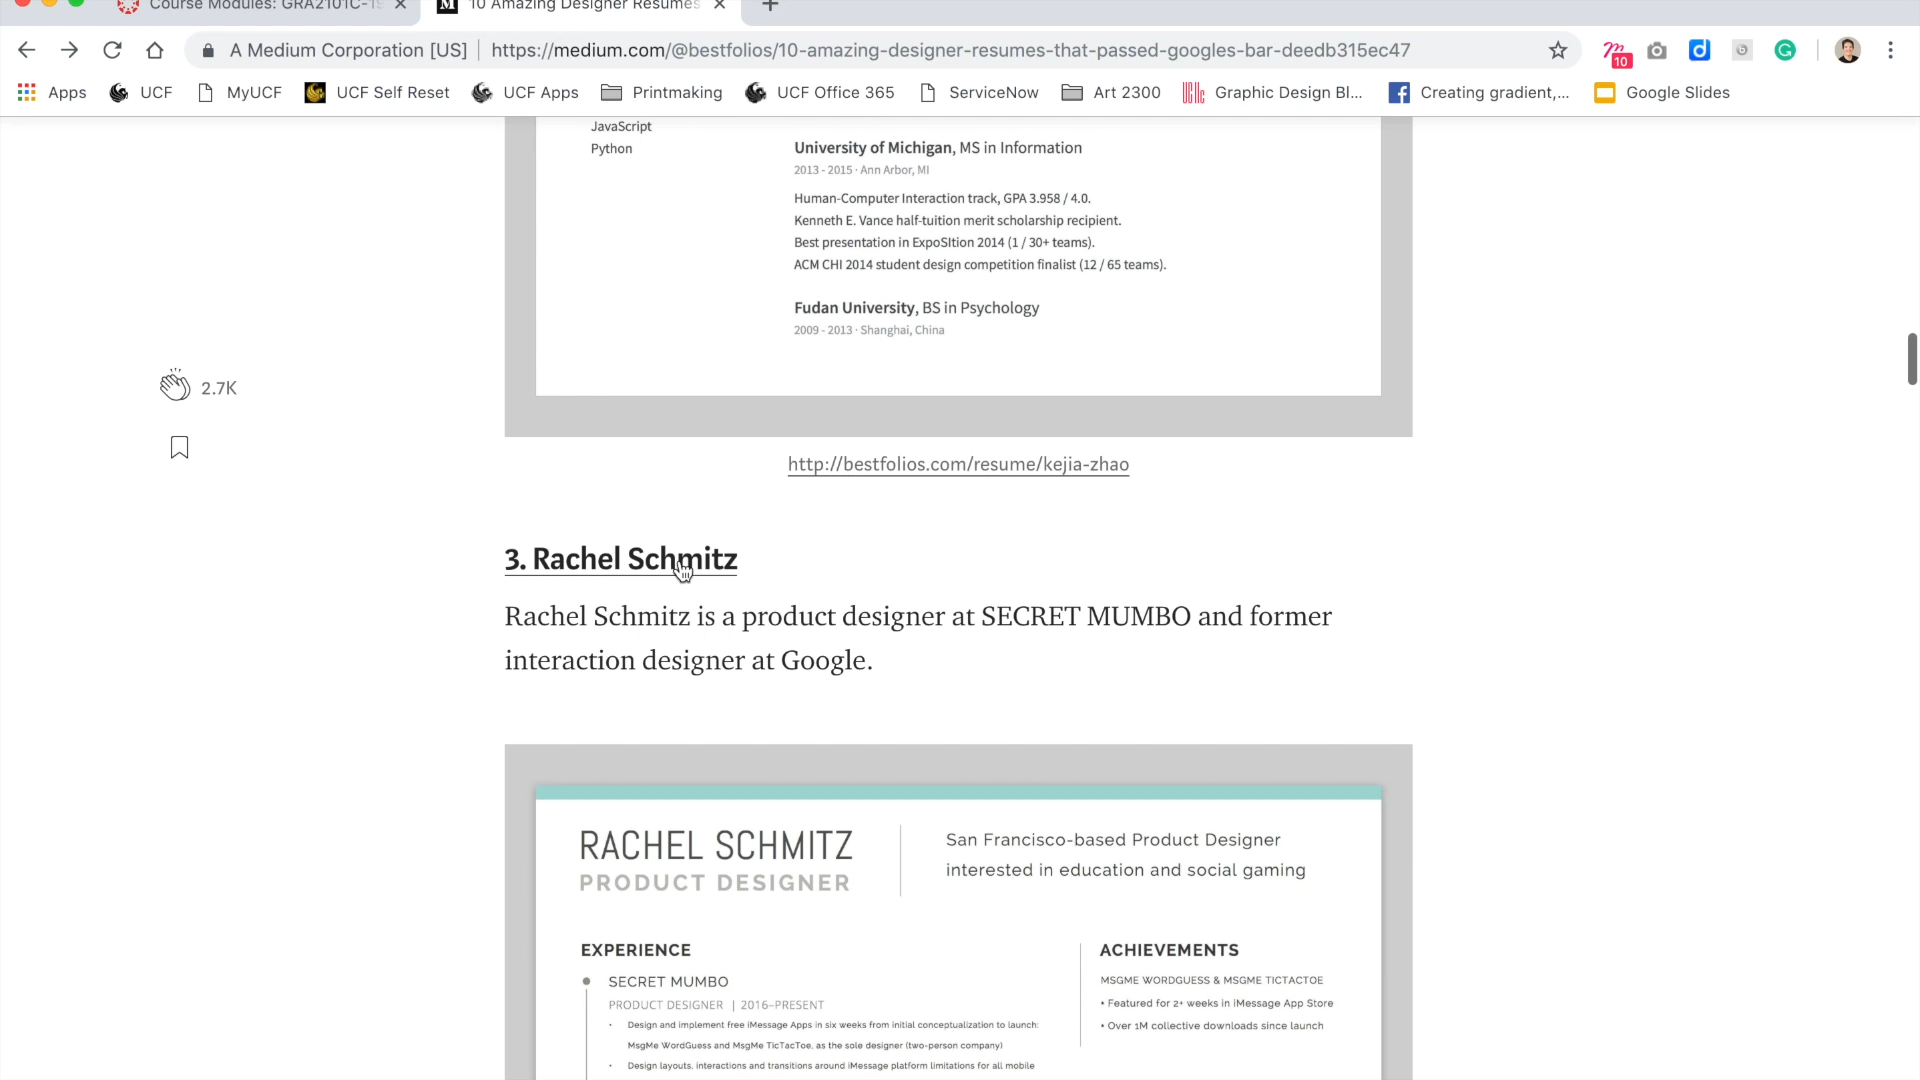 Course Modules: GRA2101C-19
10 Amazing Designer Resumes
A Medium Corporation [US]
https://medium.com/@bestfolios/10-amazing-designer-resumes-that-passed-googles-bar-deedb315ec47
10
Apps
UCF
MyUCF
UCF Self Reset
UCF Apps
Printmaking
UCF Office 365
ServiceNow
Art 2300
Graphic Design Bl...
Creating gradient,...
Google Slides
JavaScript
Python
University of Michigan, MS in Information
2013 - 2015 · Ann Arbor, MI
Human-Computer Interaction track, GPA 3.958 / 4.0.
Kenneth E. Vance half-tuition merit scholarship recipient.
Best presentation in ExpoSItion 2014 (1 / 30+ teams).
ACM CHI 2014 student design competition finalist (12 / 65 teams).
Fudan University, BS in Psychology
2009 - 2013 · Shanghai, China
2.7K
http://bestfolios.com/resume/kejia-zhao
3. Rachel Schmitz
Rachel Schmitz is a product designer at SECRET MUMBO and former
interaction designer at Google.
RACHEL SCHMITZ
PRODUCT DESIGNER
San Francisco-based Product Designer
interested in education and social gaming
EXPERIENCE
SECRET MUMBO
PRODUCT DESIGNER | 2016–PRESENT
· Design and implement free iMessage Apps in six weeks from initial conceptualization to launch:
MsgMe WordGuess and MsgMe TicTacToe, as the sole designer (two-person company)
· Design layouts, interactions and transitions around iMessage platform limitations for all mobile
ACHIEVEMENTS
MSGME WORDGUESS & MSGME TICTACTOE
• Featured for 2+ weeks in iMessage App Store
• Over 1M collective downloads since launch